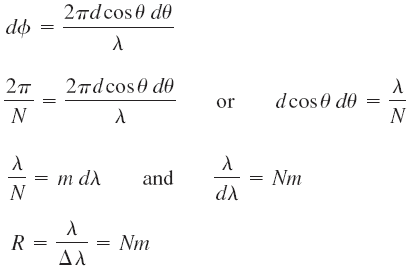 dϕ = 2πd cos θ dθ / λ
2π / N = 2πd cos θ dθ / λ or d cos θ dθ = λ / N
λ / N = m dλ and λ / dλ = Nm
R = λ / Δλ = Nm